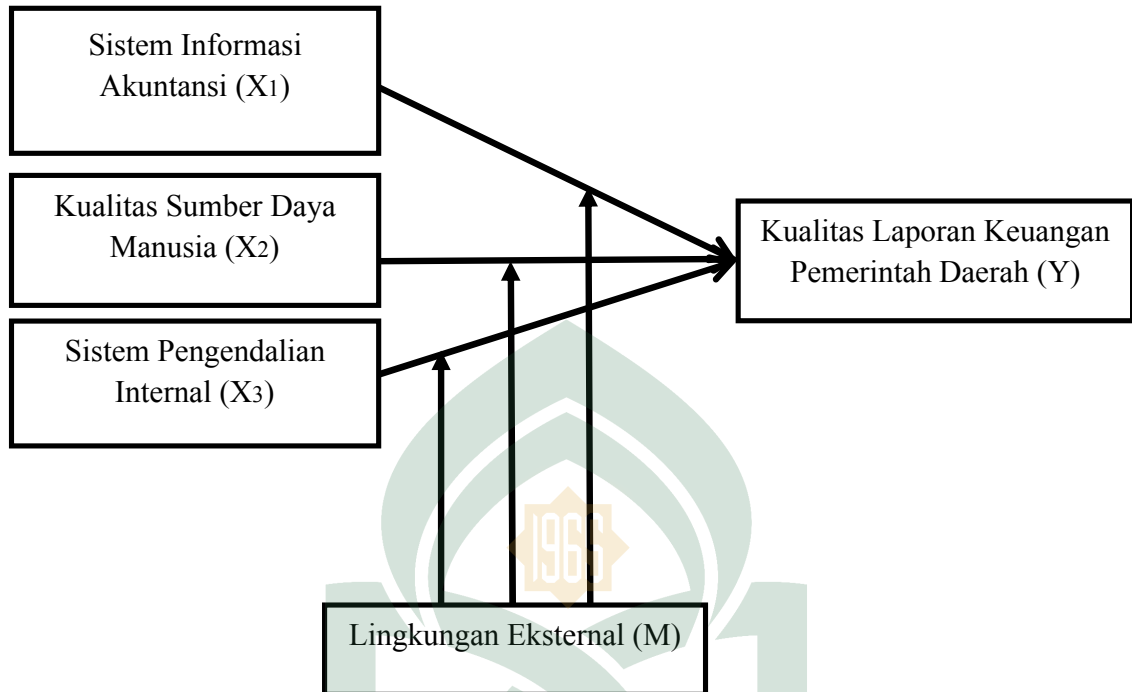 Sistem Informasi
Akuntansi (X1)
Kualitas Sumber Daya
Manusia (X2)
Kualitas Laporan Keuangan
Pemerintah Daerah (Y)
Sistem Pengendalian
Internal (X3)
1965
Lingkungan Eksternal (M)